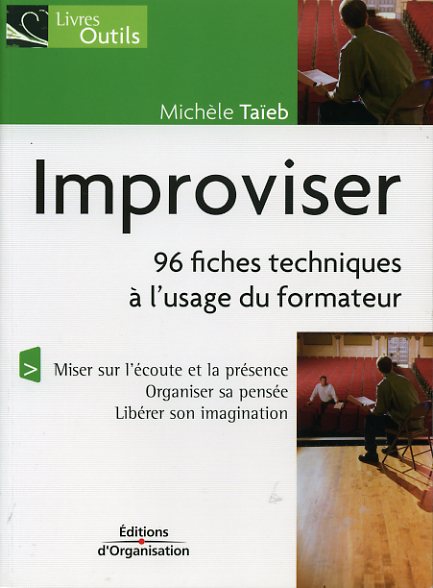 Livres
Outils
Michèle Taïeb
Improviser
96 fiches techniques
à l'usage du formateur
> Miser sur l'écoute et la présence
Organiser sa pensée
Libérer son imagination
Éditions
d'Organisation